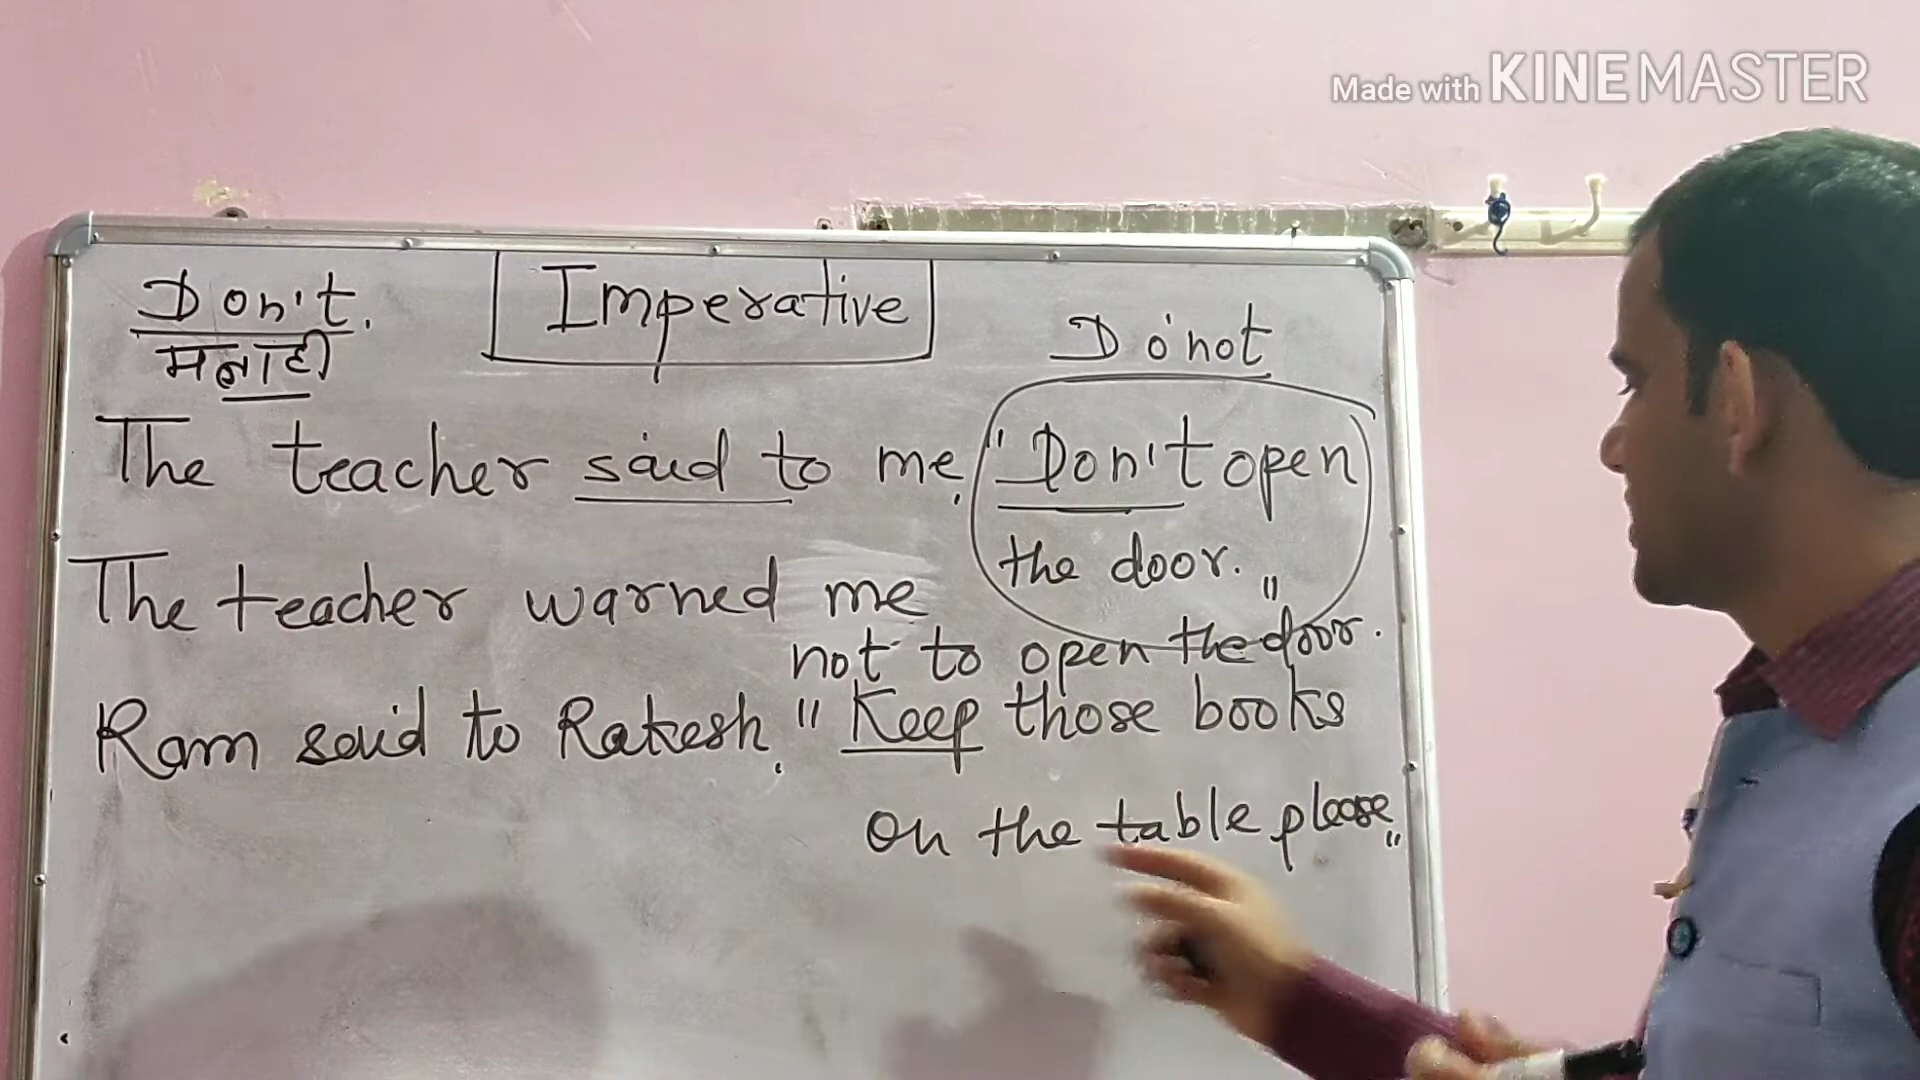 Made with KINEMASTER
Don't.
मनाही
Imperative
Do'not
The teacher said to me, "Don't open
the door."
The teacher warned me
not to open the door.
Ram said to Rakesh, "Keep those books
on the table please"